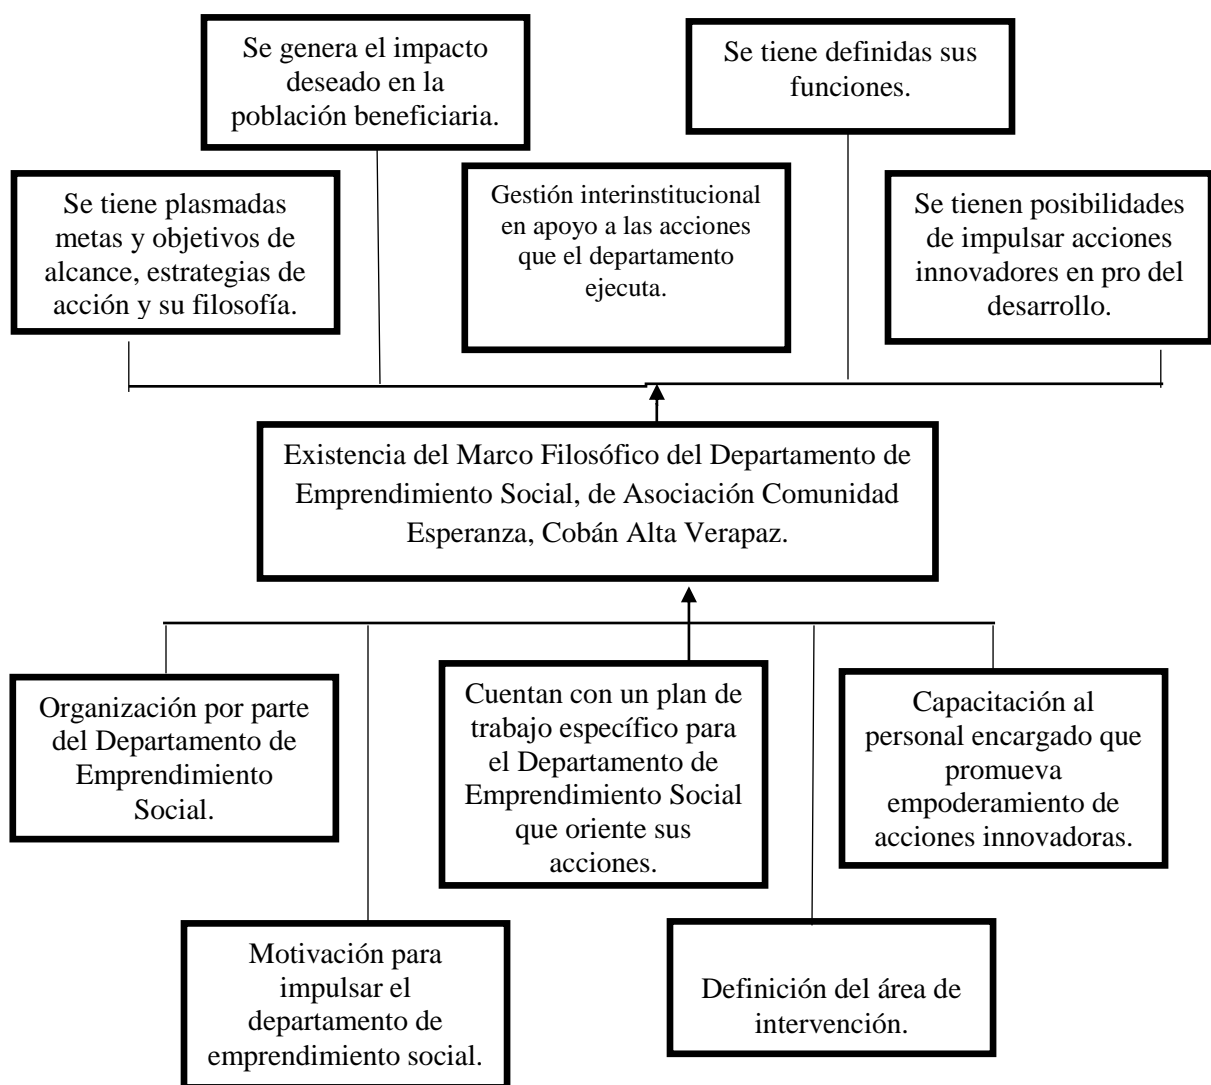 Se genera el impacto
deseado en la
población beneficiaria.
Se tiene definidas sus
funciones.
Se tiene plasmadas
metas y objetivos de
alcance, estrategias de
acción y su filosofía.
Gestión interinstitucional
en apoyo a las acciones
que el departamento
ejecuta.
Se tienen posibilidades
de impulsar acciones
innovadores en pro del
desarrollo.
Existencia del Marco Filosófico del Departamento de
Emprendimiento Social, de Asociación Comunidad
Esperanza, Cobán Alta Verapaz.
Organización por parte
del Departamento de
Emprendimiento
Social.
Cuentan con un plan de
trabajo específico para
el Departamento de
Emprendimiento Social
que oriente sus
acciones.
Capacitación al
personal encargado que
promueva
empoderamiento de
acciones innovadoras.
Motivación para
impulsar el
departamento de
emprendimiento social.
Definición del área de
intervención.